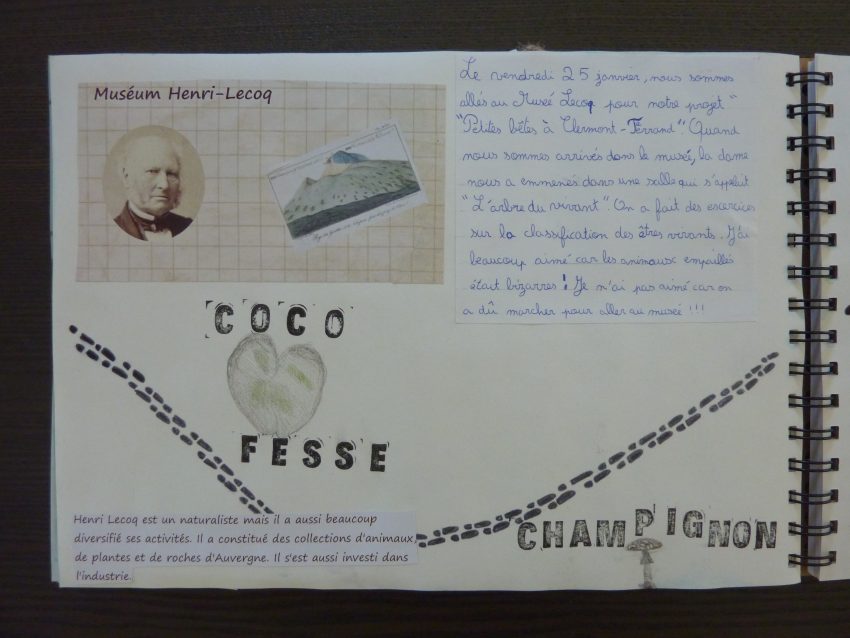 Muséum Henri-Lecoq
Le vendredi 25 janvier, nous sommes
allés au Museé Lecoq pour notre projet "
"Petites bêtes à Clermont-Ferrand". Quand
nous sommes arrivés dans le musée, la dame
nous a emmenés dans une salle qui s'applait
"L'arbre du vivant". On a fait des escercices
sur la classification des êtres vivants. J'ai
beaucoup aimé car les animaux empaillés
était bizarres ! Je n'ai pas aimé car on
a dû marcher pour aller au musée !!!
COCO
FESSE
Henri Lecoq est un naturaliste mais il a aussi beaucoup
diversifié ses activités. Il a constitué des collections d'animaux,
de plantes et de roches d'Auvergne. Il s'est aussi investi dans
l'industrie.
CHAMPIGNON